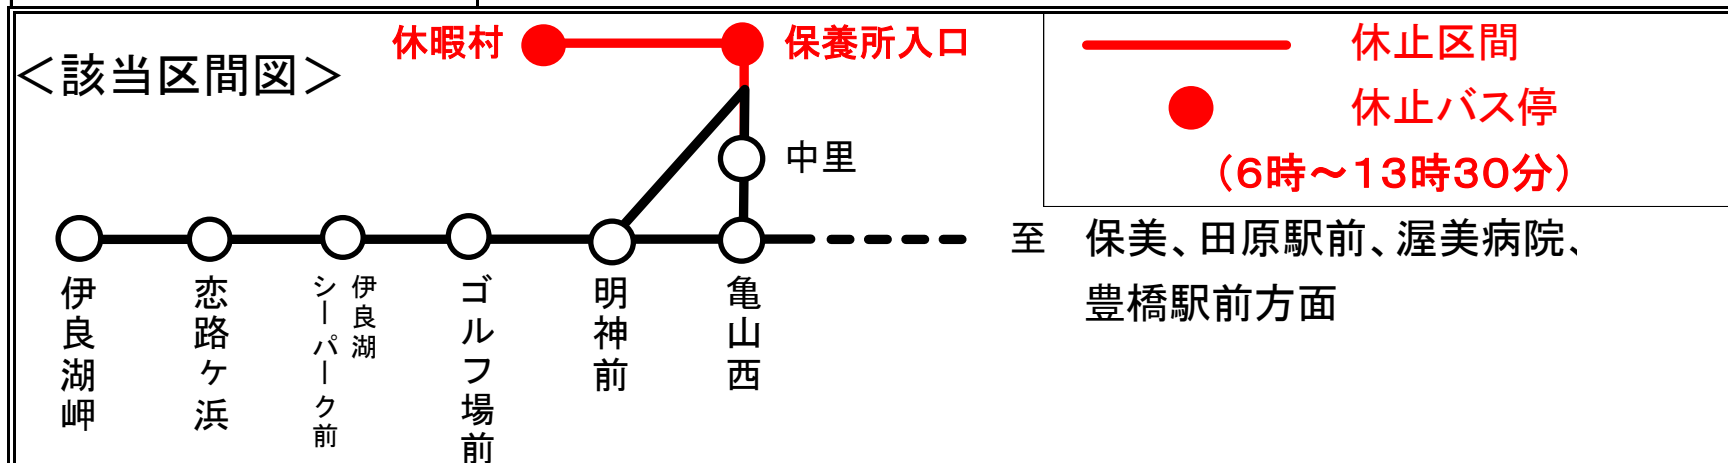 ＜該当区間図＞
休暇村
保養所入口
休止区間
休止バス停
（6時～13時30分）
中里
至　保美、田原駅前、渥美病院、
豊橋駅前方面
伊良湖岬
恋路ヶ浜
伊良湖
シーパーク前
ゴルフ場前
明神前
亀山西